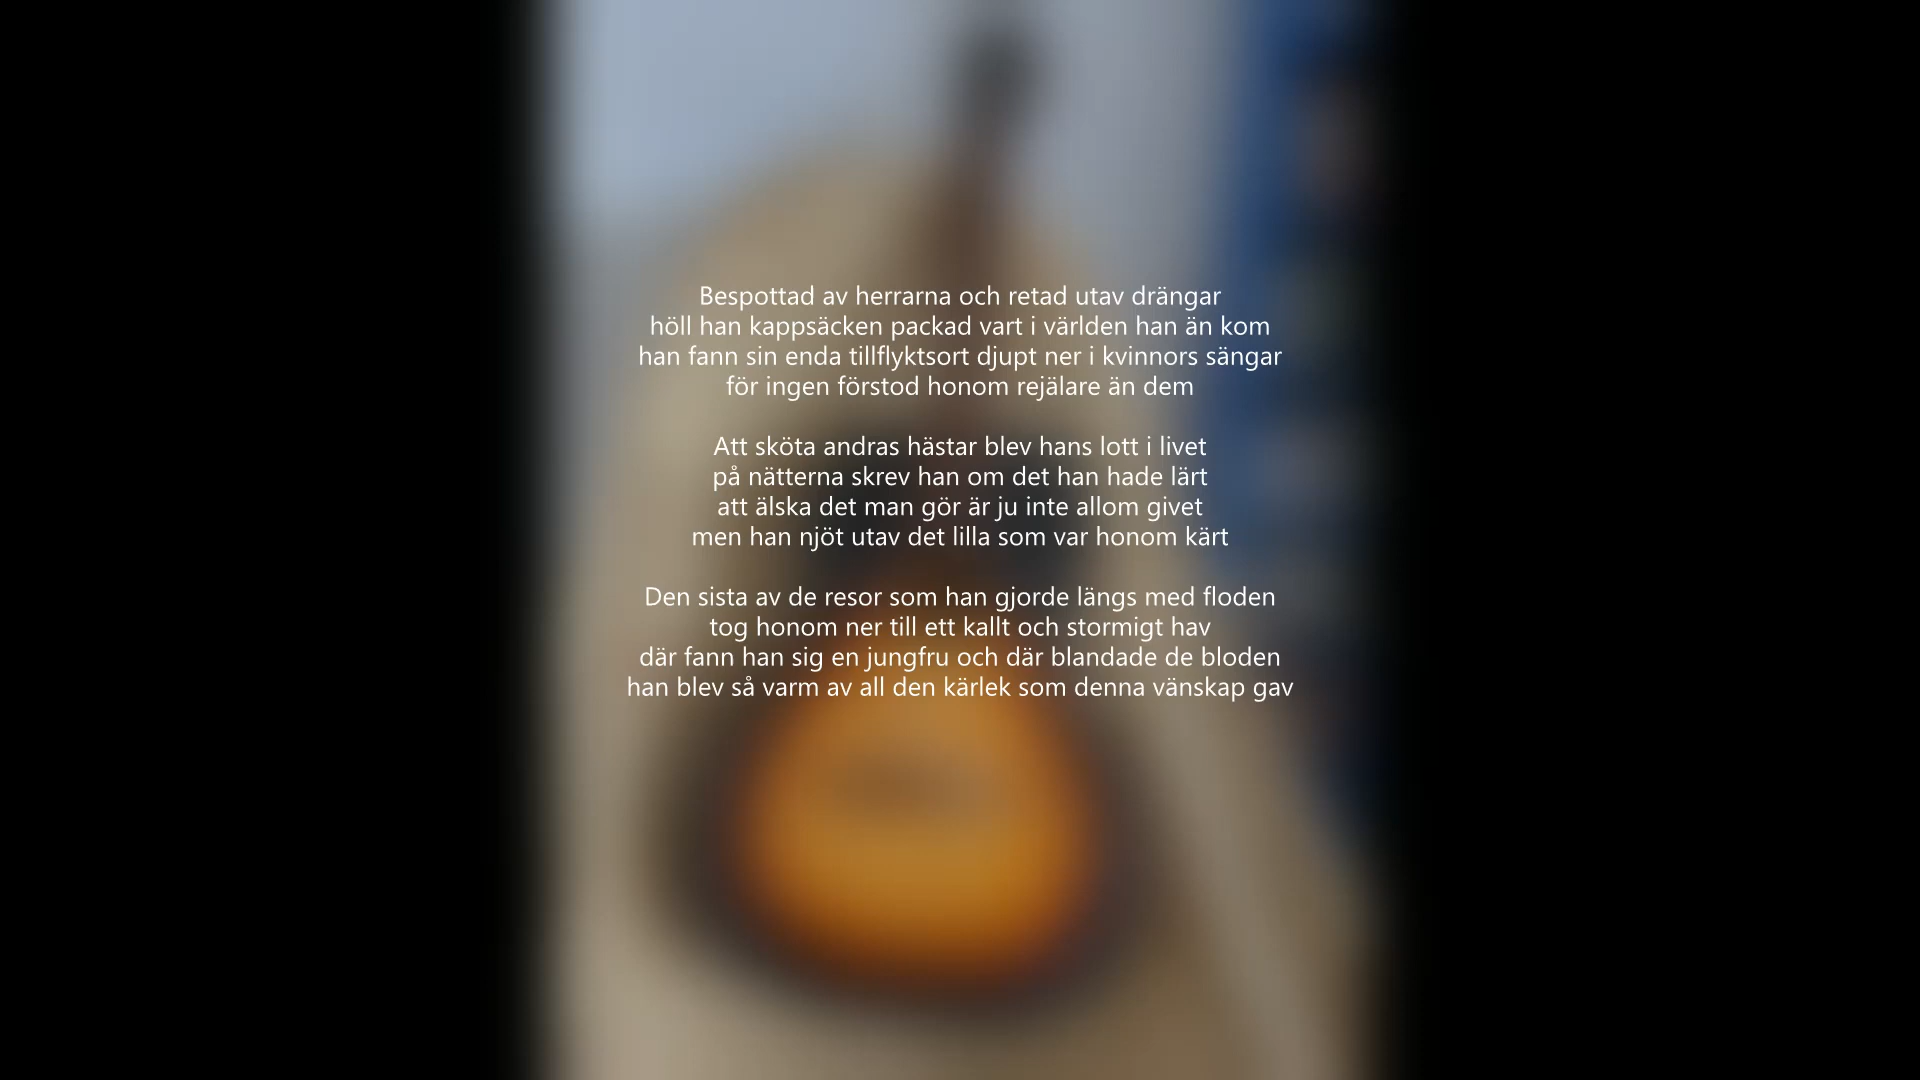 Bespottad av herrarna och retad utav drängar
höll han kappsäcken packad vart i världen han än kom
han fann sin enda tillflyktsort djupt ner i kvinnors sängar
för ingen förstod honom rejälare än dem
Att sköta andras hästar blev hans lott i livet
på nätterna skrev han om det han hade lärt
att älska det man gör är ju inte allom givet
men han njöt utav det lilla som var honom kärt
Den sista av de resor som han gjorde längs med floden
tog honom ner till ett kallt och stormigt hav
där fann han sig en jungfru och där blandade de bloden
han blev så varm av all den kärlek som denna vänskap gav